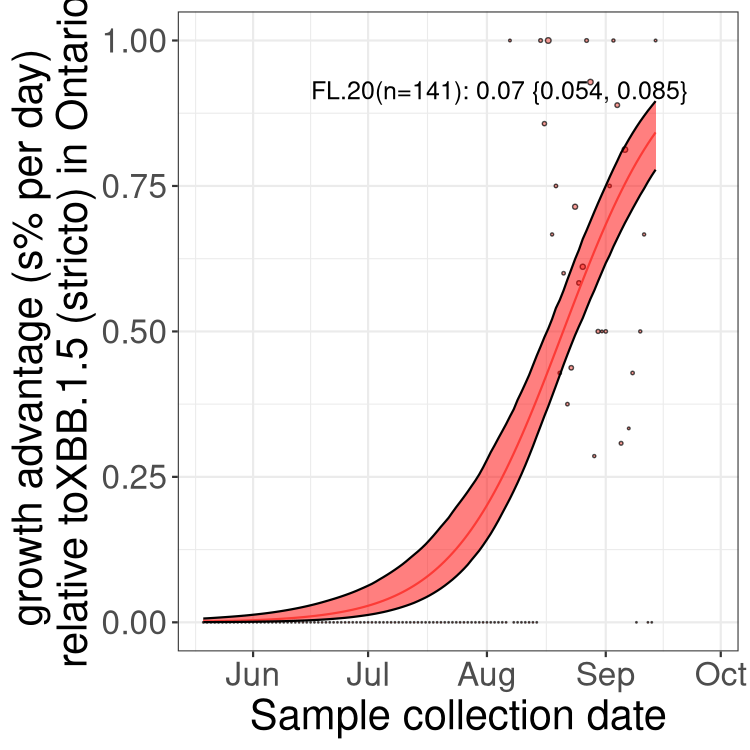 growth advantage (s% per day)
relative toXBB.1.5 (stricto) in Ontario
1.00
0.75
0.50
0.25
0.00
FL.20(n=141): 0.07 {0.054, 0.085}
Jun Jul Aug Sep Oct
Sample collection date